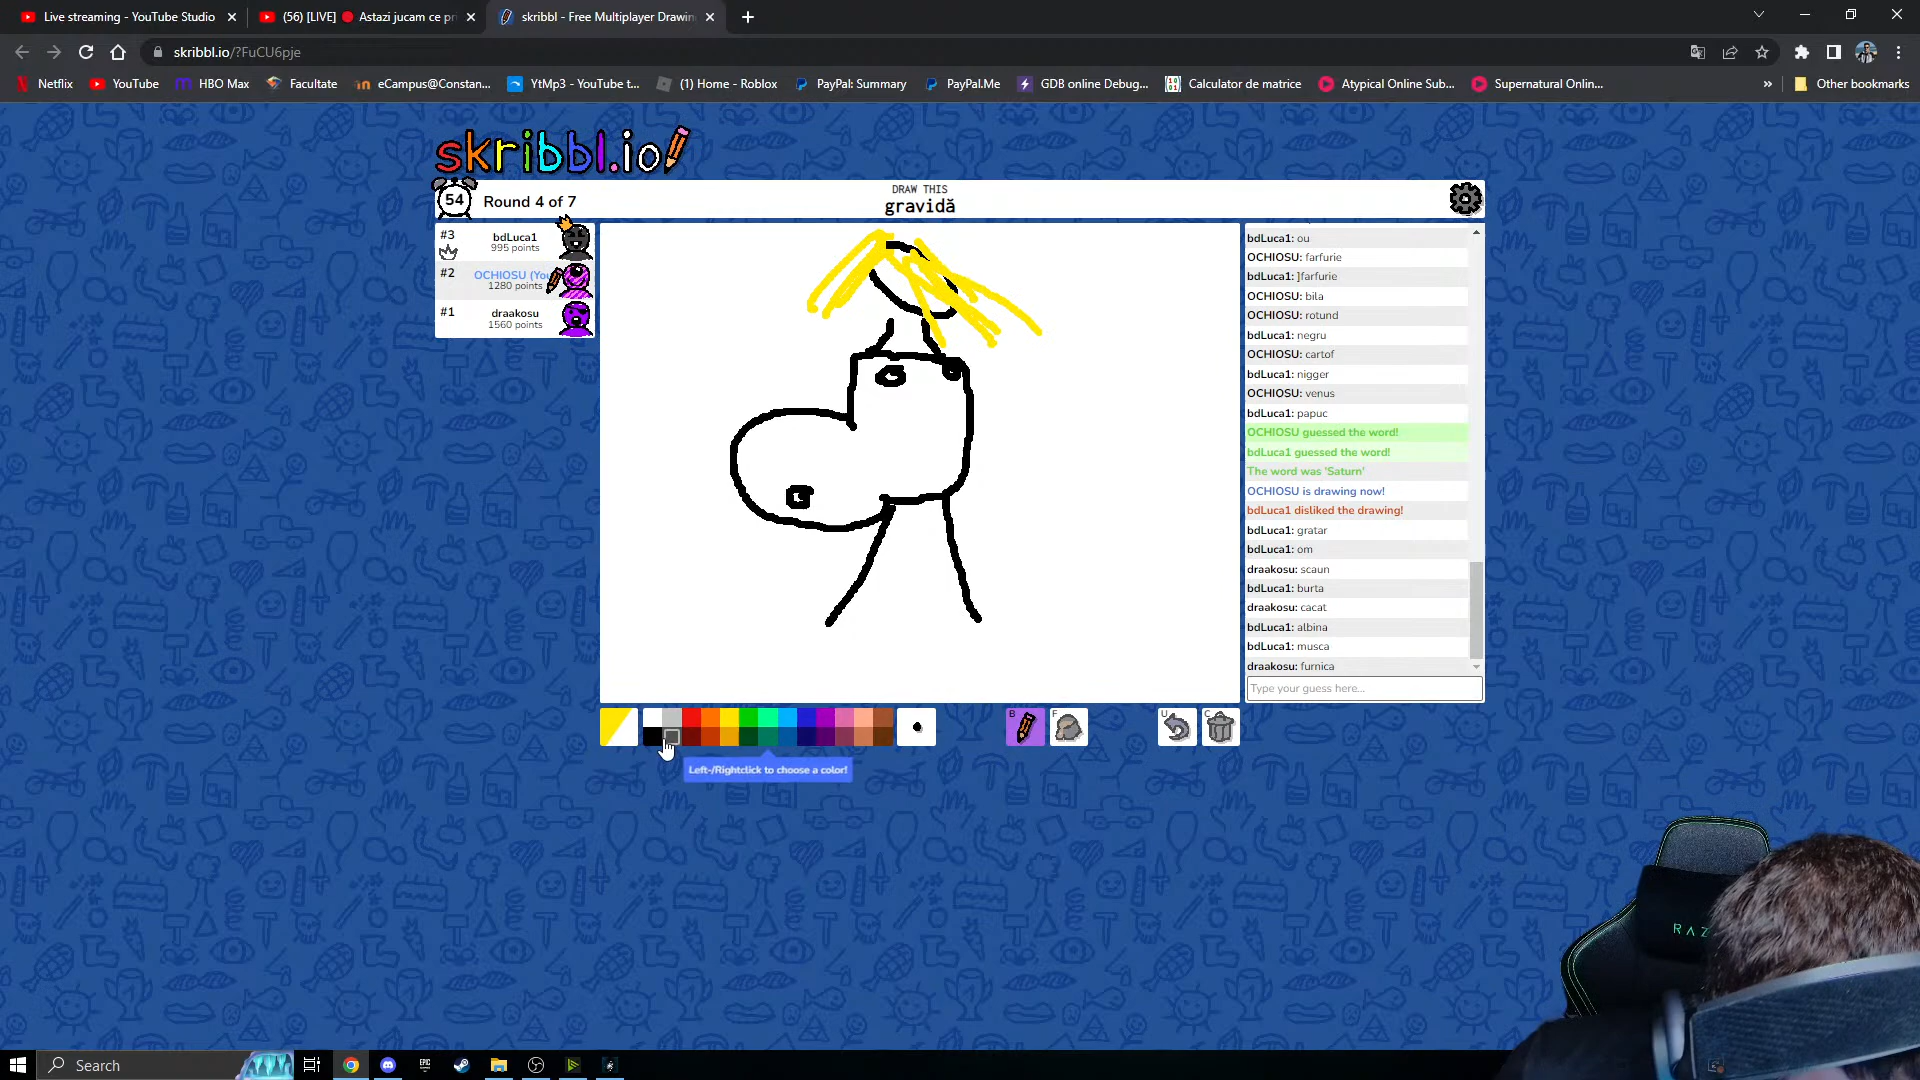 Live streaming - YouTube Studio
(56) [LIVE] 🔴 Astazi jucam ce pri
skribbl - Free Multiplayer Drawin
skribbl.io/?FuCU6pje
Netflix
YouTube
HBO Max
Facultate
eCampus@Constan...
YtMp3 - YouTube t...
(1) Home - Roblox
PayPal: Summary
PayPal.Me
GDB online Debug...
Calculator de matrice
Atypical Online Sub...
Supernatural Onlin...
Other bookmarks
skribbl.io
54
Round 4 of 7
DRAW THIS
gravidă
#3
bdLuca1
995 points
#2
OCHIOSU (You
1280 points
#1
draakosu
1560 points
bdLuca1: ou
OCHIOSU: farfurie
bdLuca1: ]farfurie
OCHIOSU: bila
OCHIOSU: rotund
bdLuca1: negru
OCHIOSU: cartof
bdLuca1: nigger
OCHIOSU: venus
bdLuca1: papuc
OCHIOSU guessed the word!
bdLuca1 guessed the word!
The word was 'Saturn'
OCHIOSU is drawing now!
bdLuca1 disliked the drawing!
bdLuca1: gratar
bdLuca1: om
draakosu: scaun
bdLuca1: burta
draakosu: cacat
bdLuca1: albina
bdLuca1: musca
draakosu: furnica
Type your guess here...
B
F
U
C
Left-/Rightclick to choose a color!
RAZ
Search
EPIC